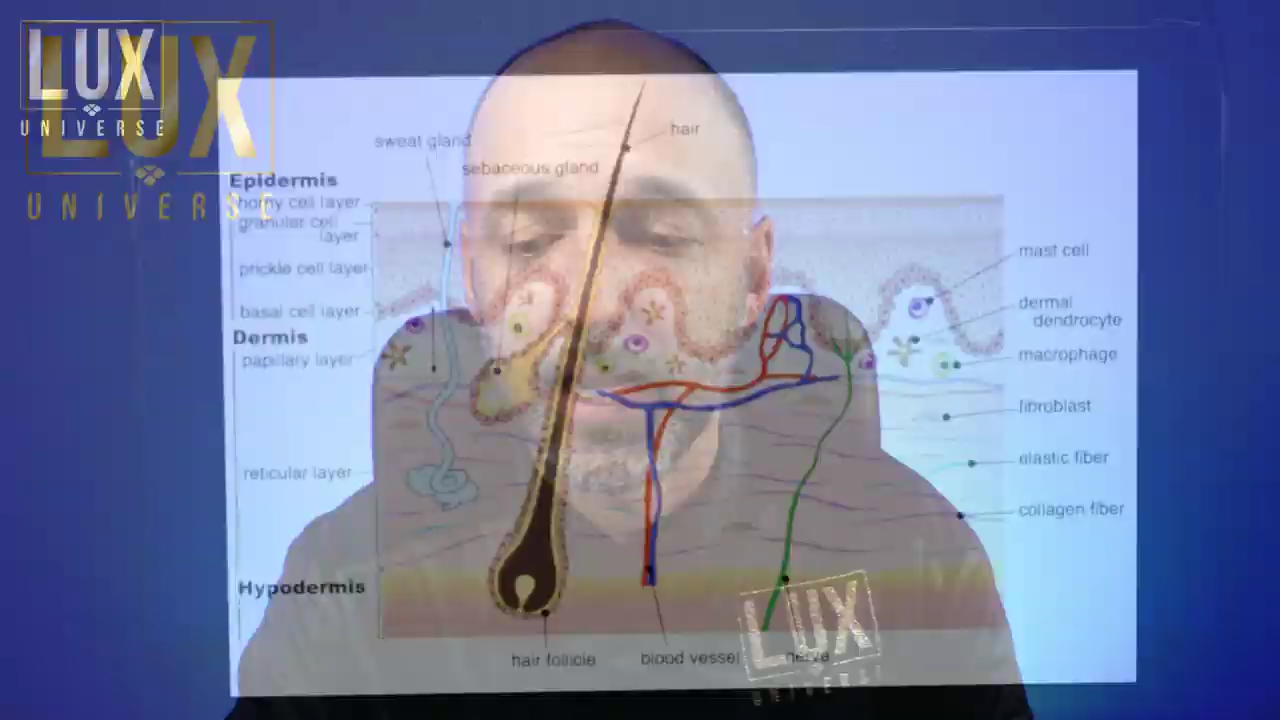 LUX
UNIVERSE
LUX
UNIVERSE
sweat gland
hair
sebaceous gland
Epidermis
horny cell layer
granular cell
layer
prickle cell layer
basal cell layer
Dermis
papillary layer
reticular layer
Hypodermis
mast cell
dermal
dendrocyte
macrophage
fibroblast
elastic fiber
collagen fiber
hair follicle
blood vessel
nerve
LUX
UNIVERSE